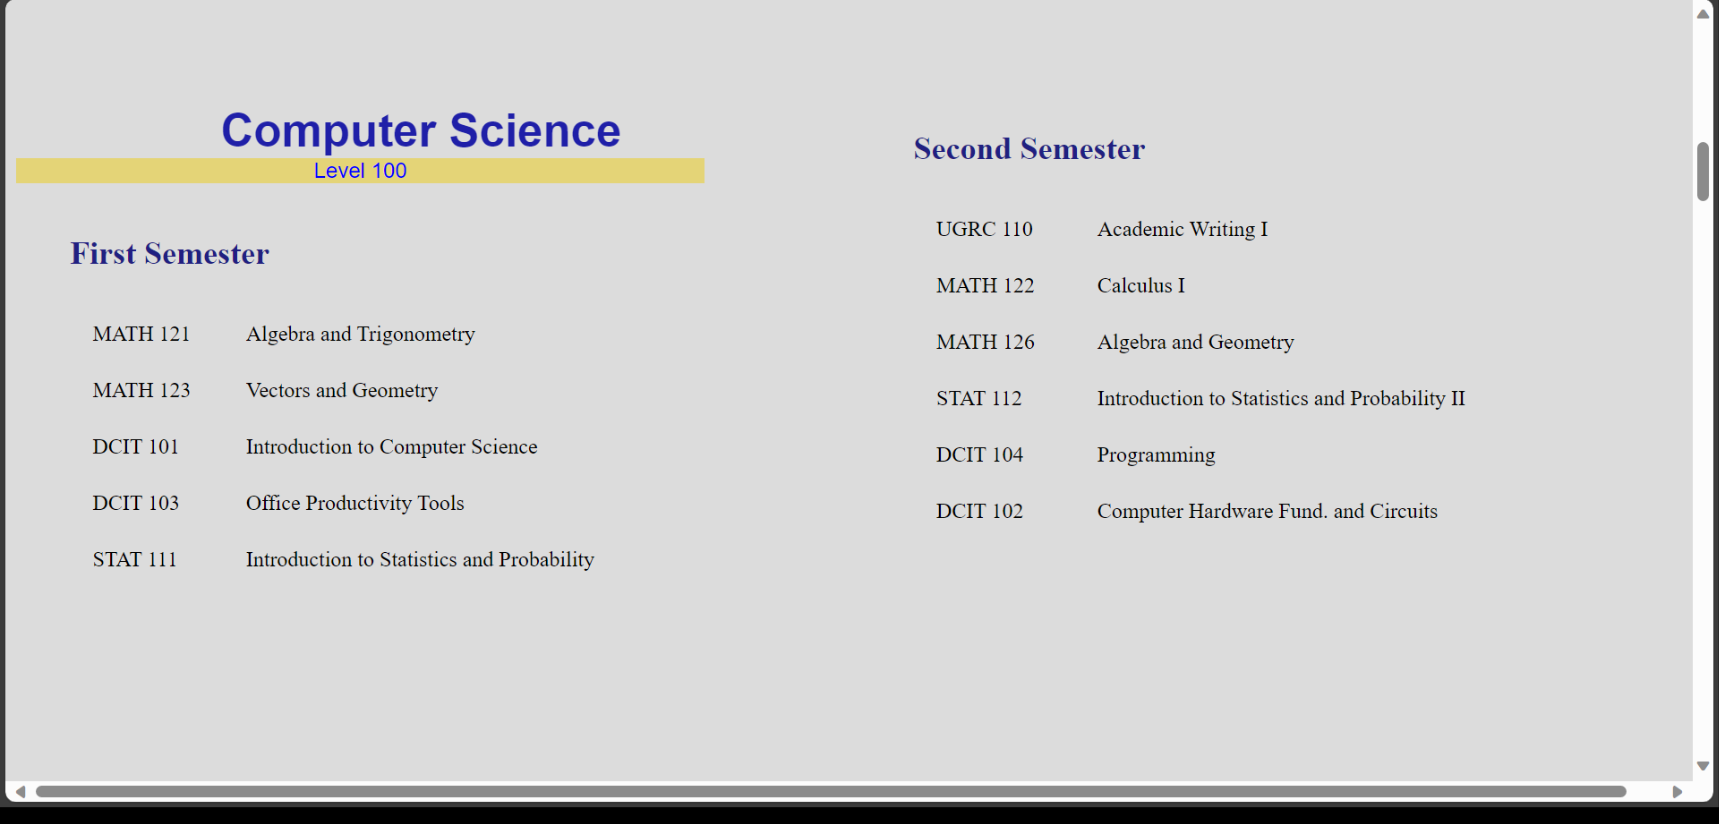 Computer Science
Level 100
First Semester
MATH 121 Algebra and Trigonometry
MATH 123 Vectors and Geometry
DCIT 101 Introduction to Computer Science
DCIT 103 Office Productivity Tools
STAT 111 Introduction to Statistics and Probability
Second Semester
UGRC 110 Academic Writing I
MATH 122 Calculus I
MATH 126 Algebra and Geometry
STAT 112 Introduction to Statistics and Probability II
DCIT 104 Programming
DCIT 102 Computer Hardware Fund. and Circuits